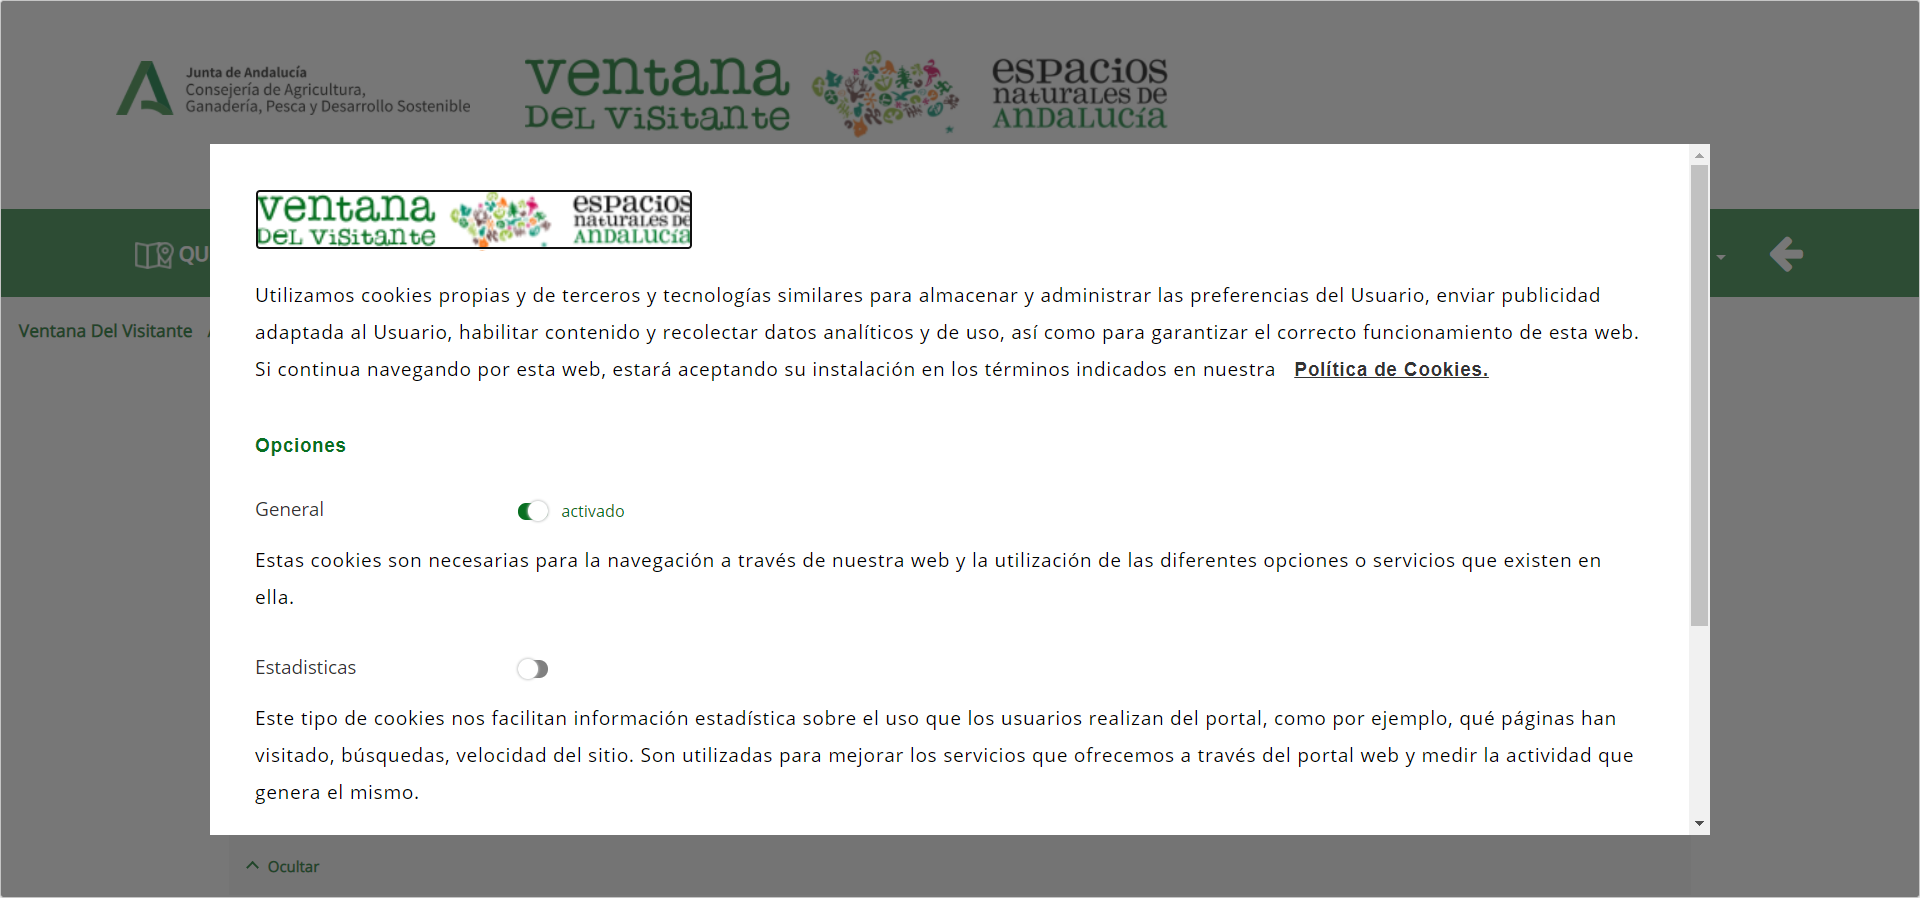 Junta de Andalucía
Consejería de Agricultura,
Ganadería, Pesca y Desarrollo Sostenible
ventana
DEL VISITANTE
espacios
naturales DE
ANDALUCÍA
QU
Ventana Del Visitante
ventana
DEL VISITANTE
espacios
naturales DE
ANDALUCÍA
Utilizamos cookies propias y de terceros y tecnologías similares para almacenar y administrar las preferencias del Usuario, enviar publicidad
adaptada al Usuario, habilitar contenido y recolectar datos analíticos y de uso, así como para garantizar el correcto funcionamiento de esta web.
Si continua navegando por esta web, estará aceptando su instalación en los términos indicados en nuestra Política de Cookies.
Opciones
General activado
Estas cookies son necesarias para la navegación a través de nuestra web y la utilización de las diferentes opciones o servicios que existen en
ella.
Estadisticas
Este tipo de cookies nos facilitan información estadística sobre el uso que los usuarios realizan del portal, como por ejemplo, qué páginas han
visitado, búsquedas, velocidad del sitio. Son utilizadas para mejorar los servicios que ofrecemos a través del portal web y medir la actividad que
genera el mismo.
Ocultar